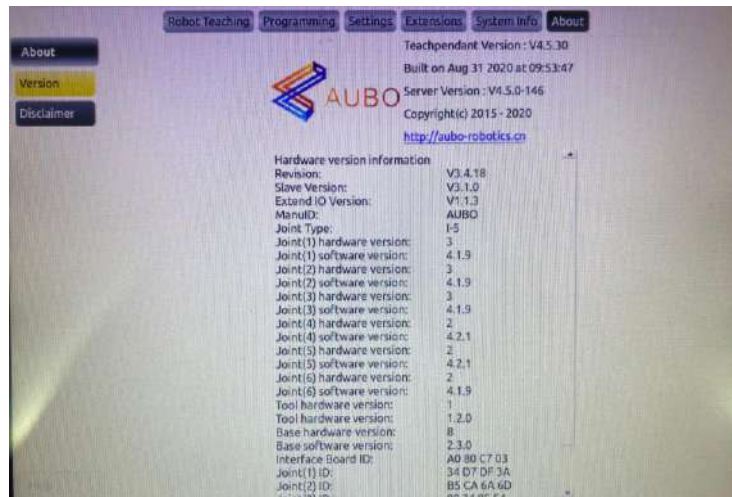 Robot Teaching Programming Settings Extensions System Info About
About
Version
Disclaimer
AUBO
Teachpendant Version : V4.5.30
Built on Aug 31 2020 at 09:53:47
Server Version : V4.5.0-146
Copyright(c) 2015 - 2020
http://aubo-robotics.cn
Hardware version information
Revision: V3.4.18
Slave Version: V3.1.0
Extend IO Version: V1.1.3
ManuID: AUBO
Joint Type: I-5
Joint(1) hardware version: 3
Joint(1) software version: 4.1.9
Joint(2) hardware version: 3
Joint(2) software version: 4.1.9
Joint(3) hardware version: 3
Joint(3) software version: 4.1.9
Joint(4) hardware version: 2
Joint(4) software version: 4.2.1
Joint(5) hardware version: 2
Joint(5) software version: 4.2.1
Joint(6) hardware version: 2
Joint(6) software version: 4.1.9
Tool hardware version: 1
Tool hardware version: 1.2.0
Base hardware version: B
Base software version: 2.3.0
Interface Board ID: A0 80 C7 03
Joint(1) ID: 34 D7 DF 3A
Joint(2) ID: B5 CA 6A 6D